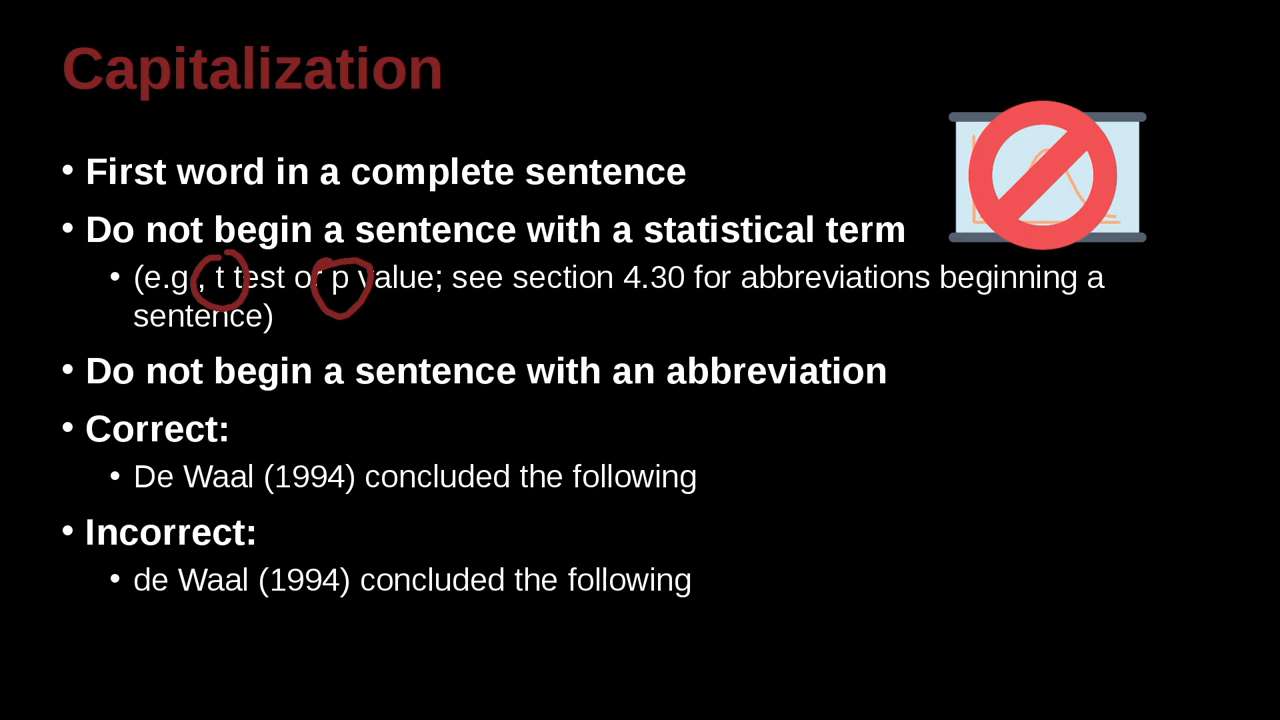 Capitalization
• First word in a complete sentence
• Do not begin a sentence with a statistical term
• (e.g., t test or p value; see section 4.30 for abbreviations beginning a
sentence)
• Do not begin a sentence with an abbreviation
• Correct:
• De Waal (1994) concluded the following
• Incorrect:
• de Waal (1994) concluded the following